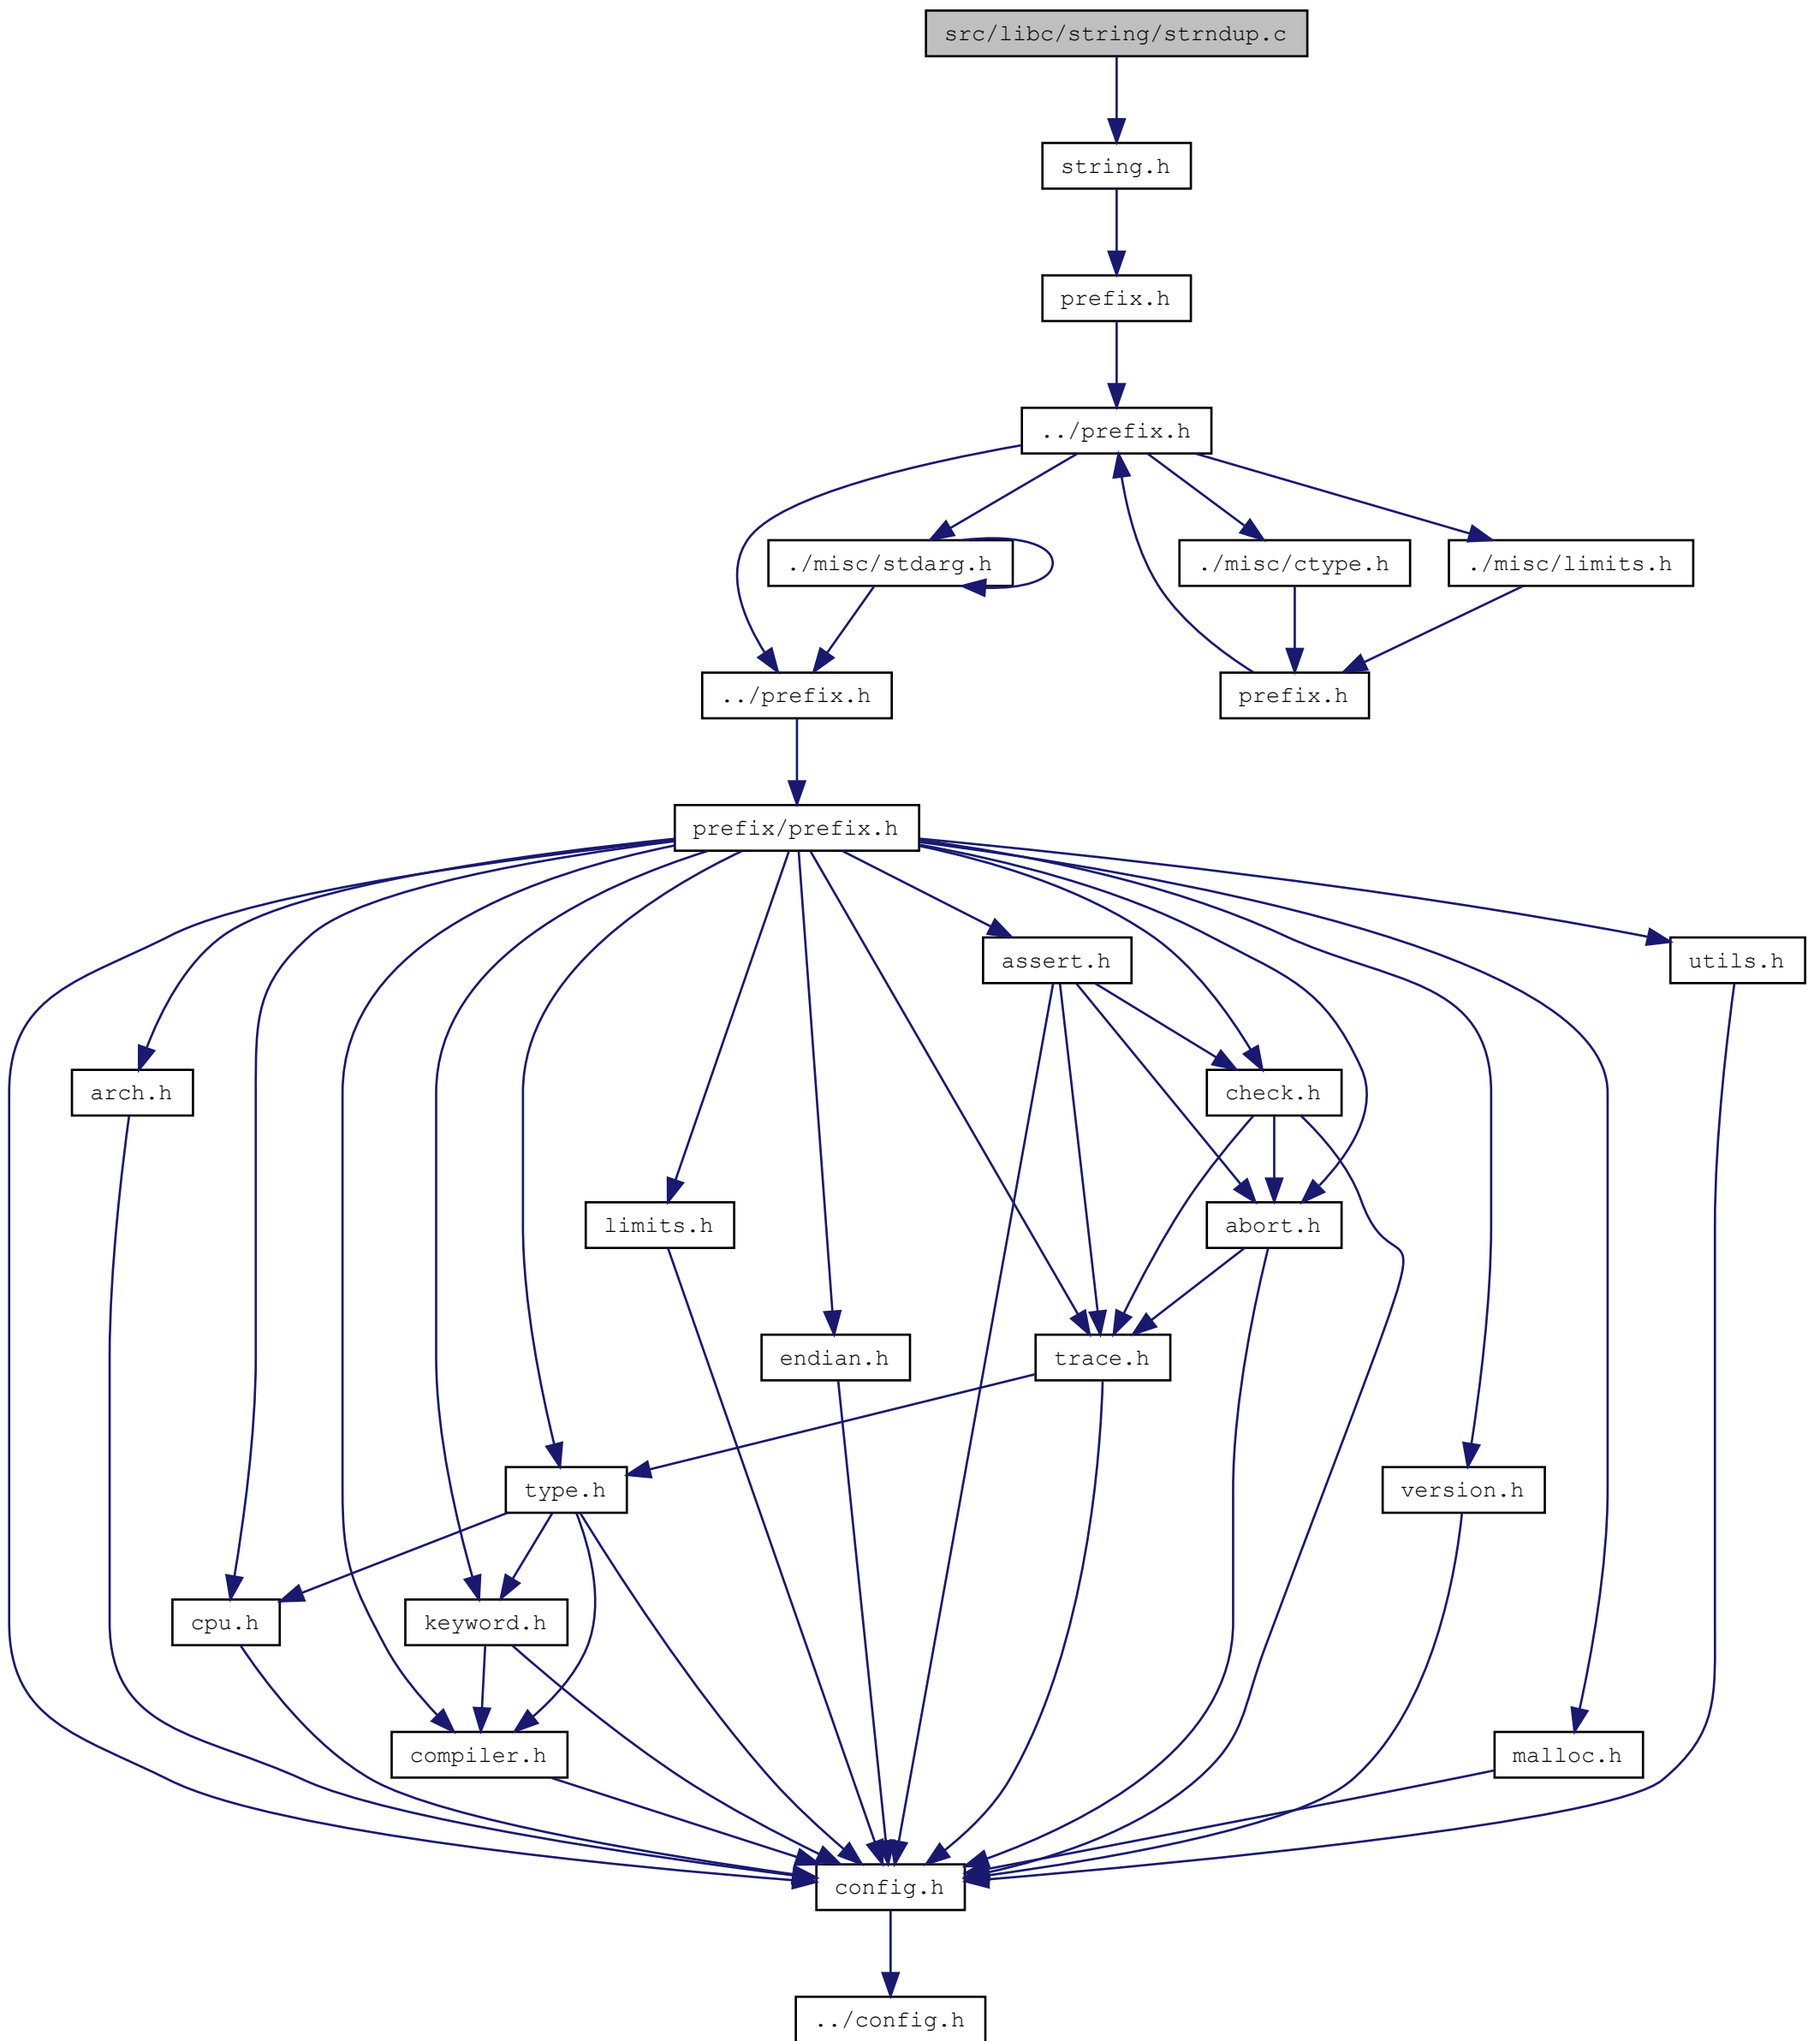 src/libc/string/strndup.c
string.h
prefix.h
../prefix.h
./misc/stdarg.h
./misc/ctype.h
./misc/limits.h
../prefix.h
prefix.h
prefix/prefix.h
assert.h
utils.h
arch.h
check.h
limits.h
abort.h
endian.h
trace.h
type.h
version.h
cpu.h
keyword.h
compiler.h
malloc.h
config.h
../config.h